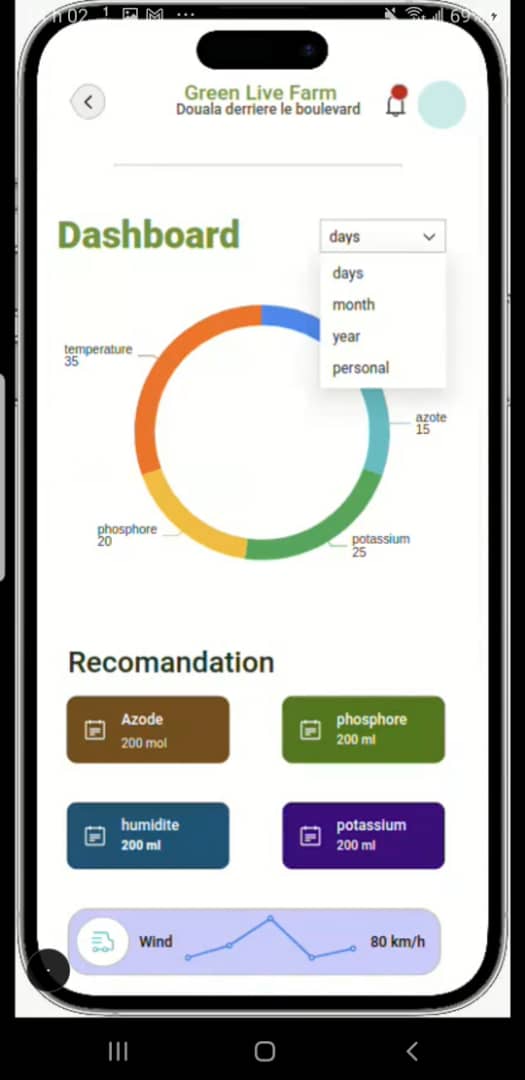 02
Green Live Farm
Douala derriere le boulevard
Dashboard
days
days
month
year
personal
temperature
35
azote
15
phosphore
20
potassium
25
Recomandation
Azode
200 mol
phosphore
200 ml
humidite
200 ml
potassium
200 ml
Wind
80 km/h